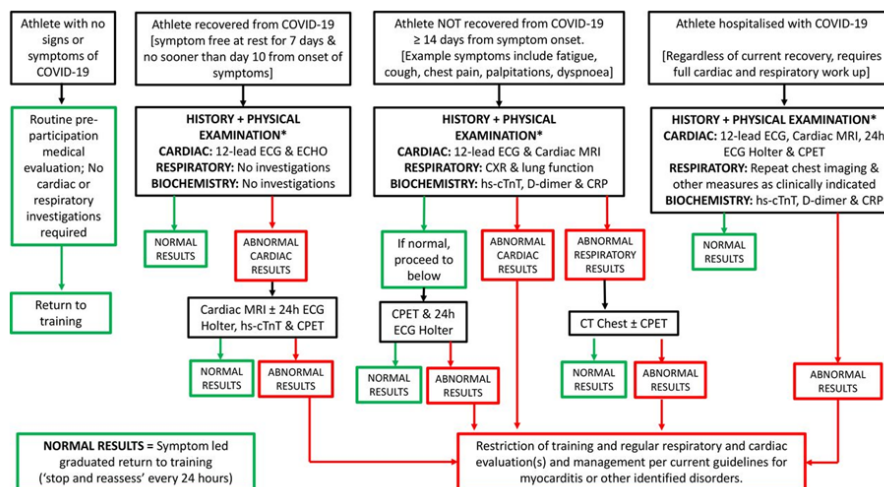 Athlete with no
signs or
symptoms of
COVID-19
Athlete recovered from COVID-19
[symptom free at rest for 7 days &
no sooner than day 10 from onset of
symptoms]
Athlete NOT recovered from COVID-19
≥ 14 days from symptom onset.
[Example symptoms include fatigue,
cough, chest pain, palpitations, dyspnoea]
Athlete hospitalised with COVID-19
[Regardless of current recovery, requires
full cardiac and respiratory work up]
Routine pre-
participation
medical
evaluation; No
cardiac or
respiratory
investigations
required
Return to
training
HISTORY + PHYSICAL
EXAMINATION*
CARDIAC: 12-lead ECG & ECHO
RESPIRATORY: No investigations
BIOCHEMISTRY: No investigations
NORMAL
RESULTS
ABNORMAL
CARDIAC
RESULTS
Cardiac MRI ± 24h ECG
Holter, hs-cTnT & CPET
NORMAL
RESULTS
ABNORMAL
RESULTS
HISTORY + PHYSICAL
EXAMINATION*
CARDIAC: 12-lead ECG & Cardiac MRI
RESPIRATORY: CXR & lung function
BIOCHEMISTRY: hs-cTnT, D-dimer & CRP
If normal,
proceed to
below
ABNORMAL
CARDIAC
RESULTS
ABNORMAL
RESPIRATORY
RESULTS
CPET & 24h
ECG Holter
CT Chest ± CPET
NORMAL
RESULTS
ABNORMAL
RESULTS
NORMAL
RESULTS
ABNORMAL
RESULTS
HISTORY + PHYSICAL EXAMINATION*
CARDIAC: 12-lead ECG, Cardiac MRI, 24h
ECG Holter & CPET
RESPIRATORY: Repeat chest imaging &
other measures as clinically indicated
BIOCHEMISTRY: hs-cTnT, D-dimer & CRP
NORMAL
RESULTS
ABNORMAL
RESULTS
NORMAL RESULTS = Symptom led
graduated return to training
('stop and reassess' every 24 hours)
Restriction of training and regular respiratory and cardiac
evaluation(s) and management per current guidelines for
myocarditis or other identified disorders.